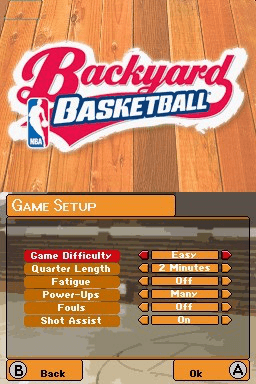 Backyard
BASKETBALL
NBA
GAME SETUP
Game Difficulty Easy
Quarter Length 2 Minutes
Fatigue Off
Power-Ups Many
Fouls Off
Shot Assist On
B Back Ok A